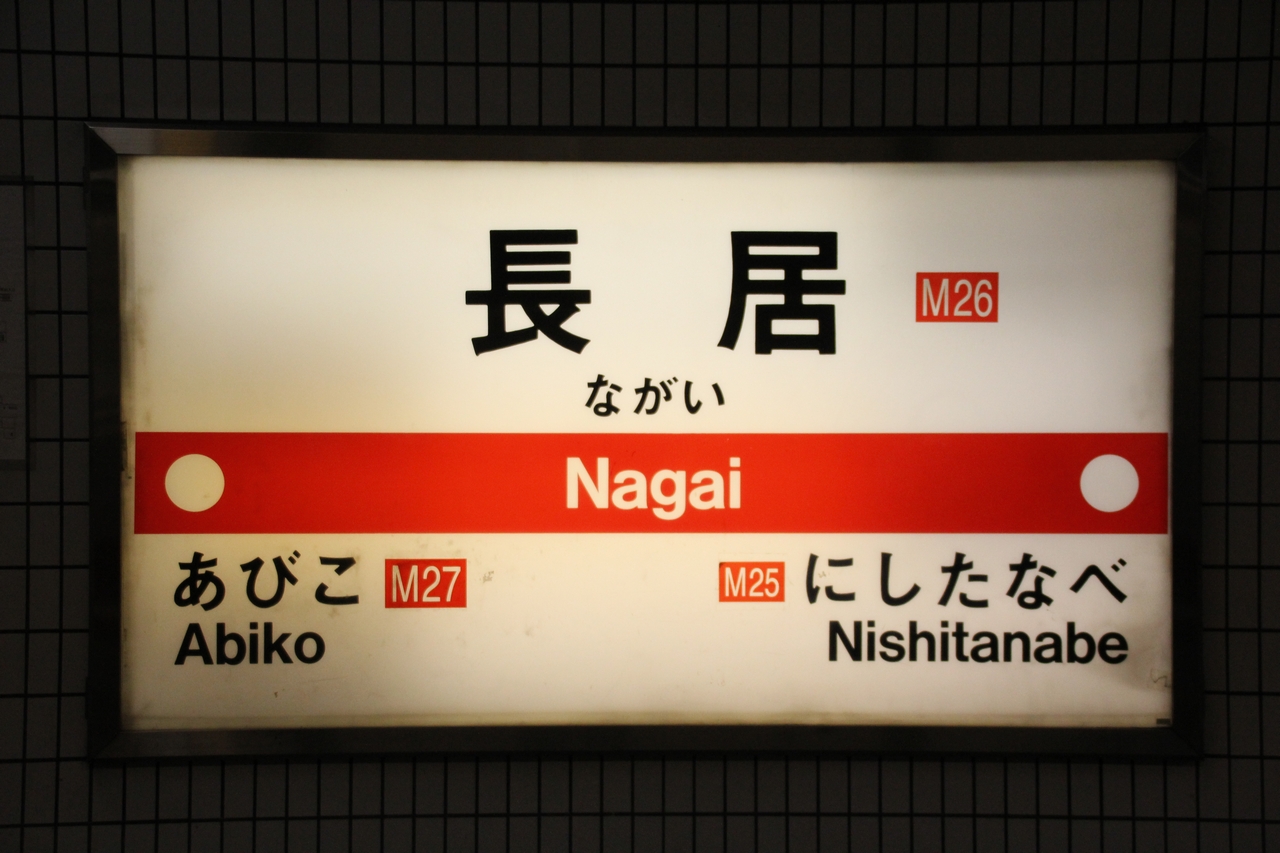 長居 M26
ながい
Nagai
あびこ M27
Abiko
M25 にしたなべ
Nishitanabe